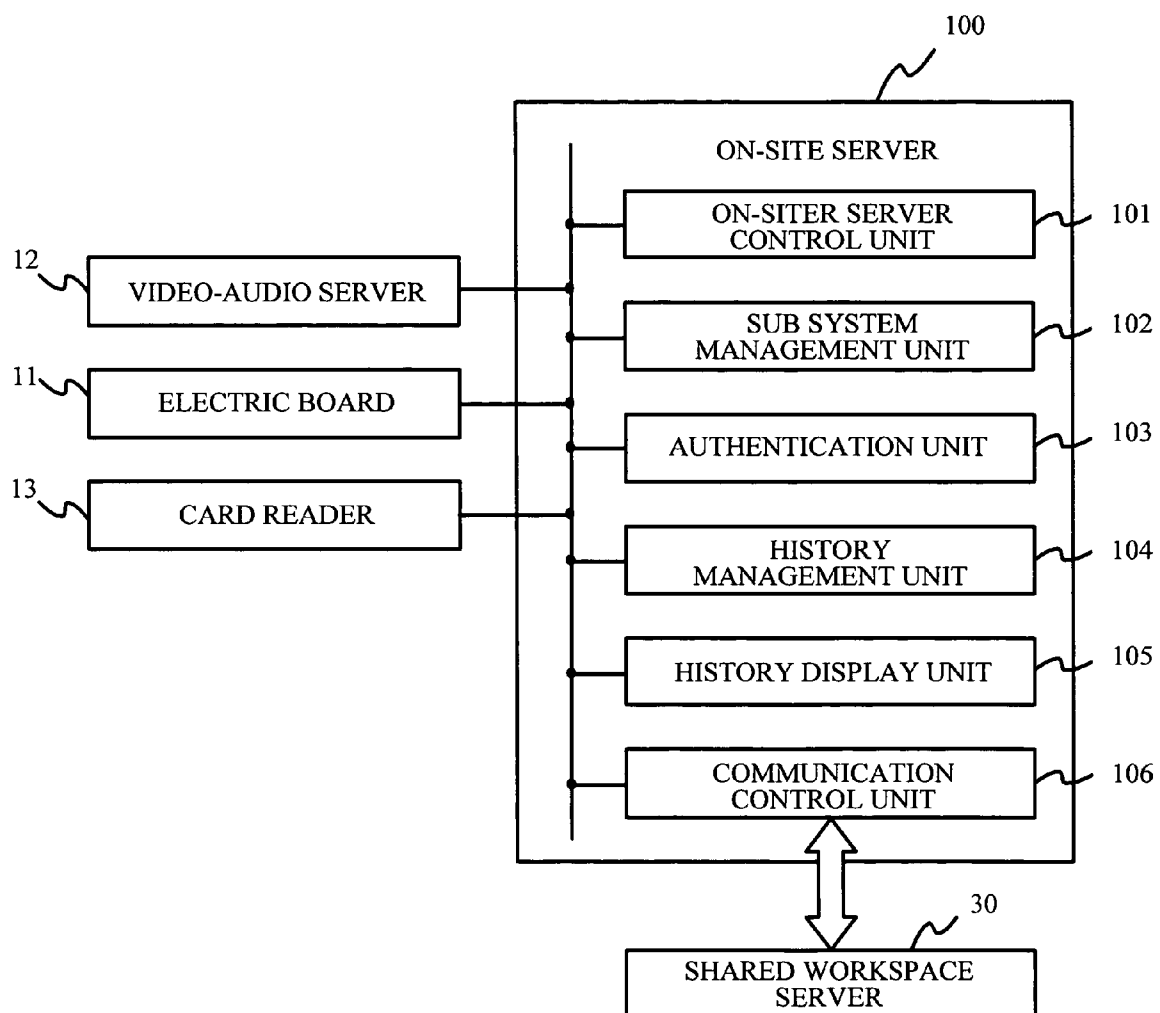 100
ON-SITE SERVER
ON-SITER SERVER
CONTROL UNIT
101
12
VIDEO-AUDIO SERVER
SUB SYSTEM
MANAGEMENT UNIT
102
11
ELECTRIC BOARD
AUTHENTICATION UNIT
103
13
CARD READER
HISTORY
MANAGEMENT UNIT
104
HISTORY DISPLAY UNIT
105
COMMUNICATION
CONTROL UNIT
106
30
SHARED WORKSPACE
SERVER